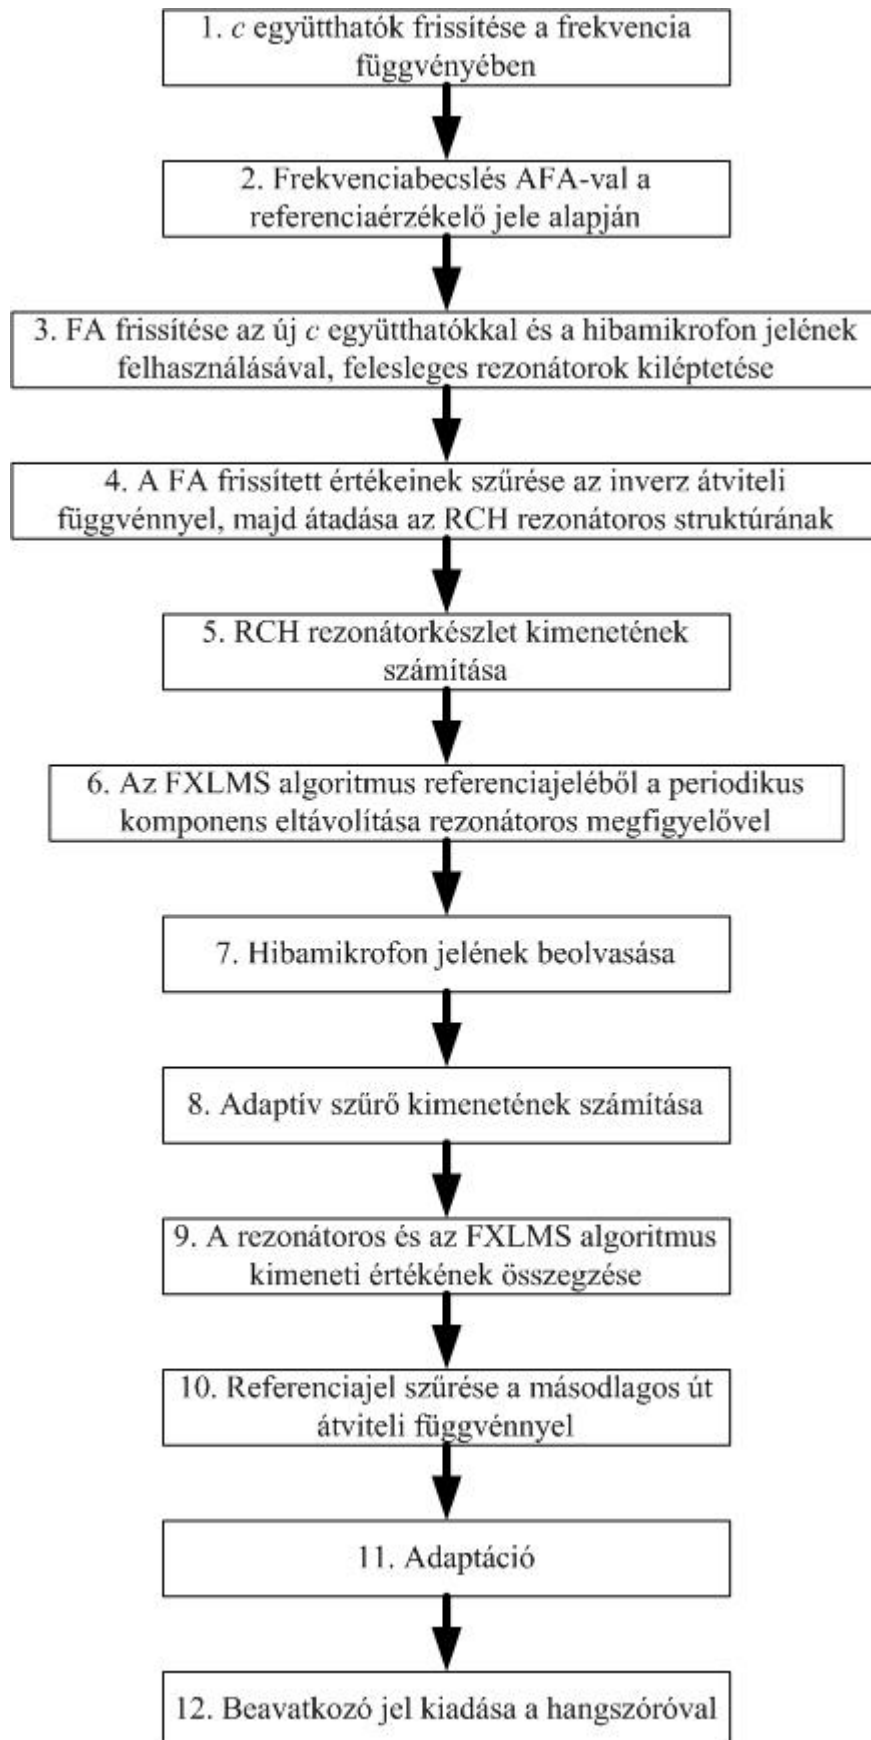 1. c együtthatók frissítése a frekvencia
függvényében
2. Frekvenciabecslés AFA-val a
referenciaérzékelő jele alapján
3. FA frissítése az új c együtthatókkal és a hibamikrofon jelének
felhasználásával, felesleges rezonátorok kiléptetése
4. A FA frissített értékeinek szűrése az inverz átviteli
függvénnyel, majd átadása az RCH rezonátoros struktúrának
5. RCH rezonátorkészlet kimenetének
számítása
6. Az FXLMS algoritmus referenciajeléből a periodikus
komponens eltávolítása rezonátoros megfigyelővel
7. Hibamikrofon jelének beolvasása
8. Adaptív szűrő kimenetének számítása
9. A rezonátoros és az FXLMS algoritmus
kimeneti értékének összegzése
10. Referenciajel szűrése a másodlagos út
átviteli függvénnyel
11. Adaptáció
12. Beavatkozó jel kiadása a hangszóróval